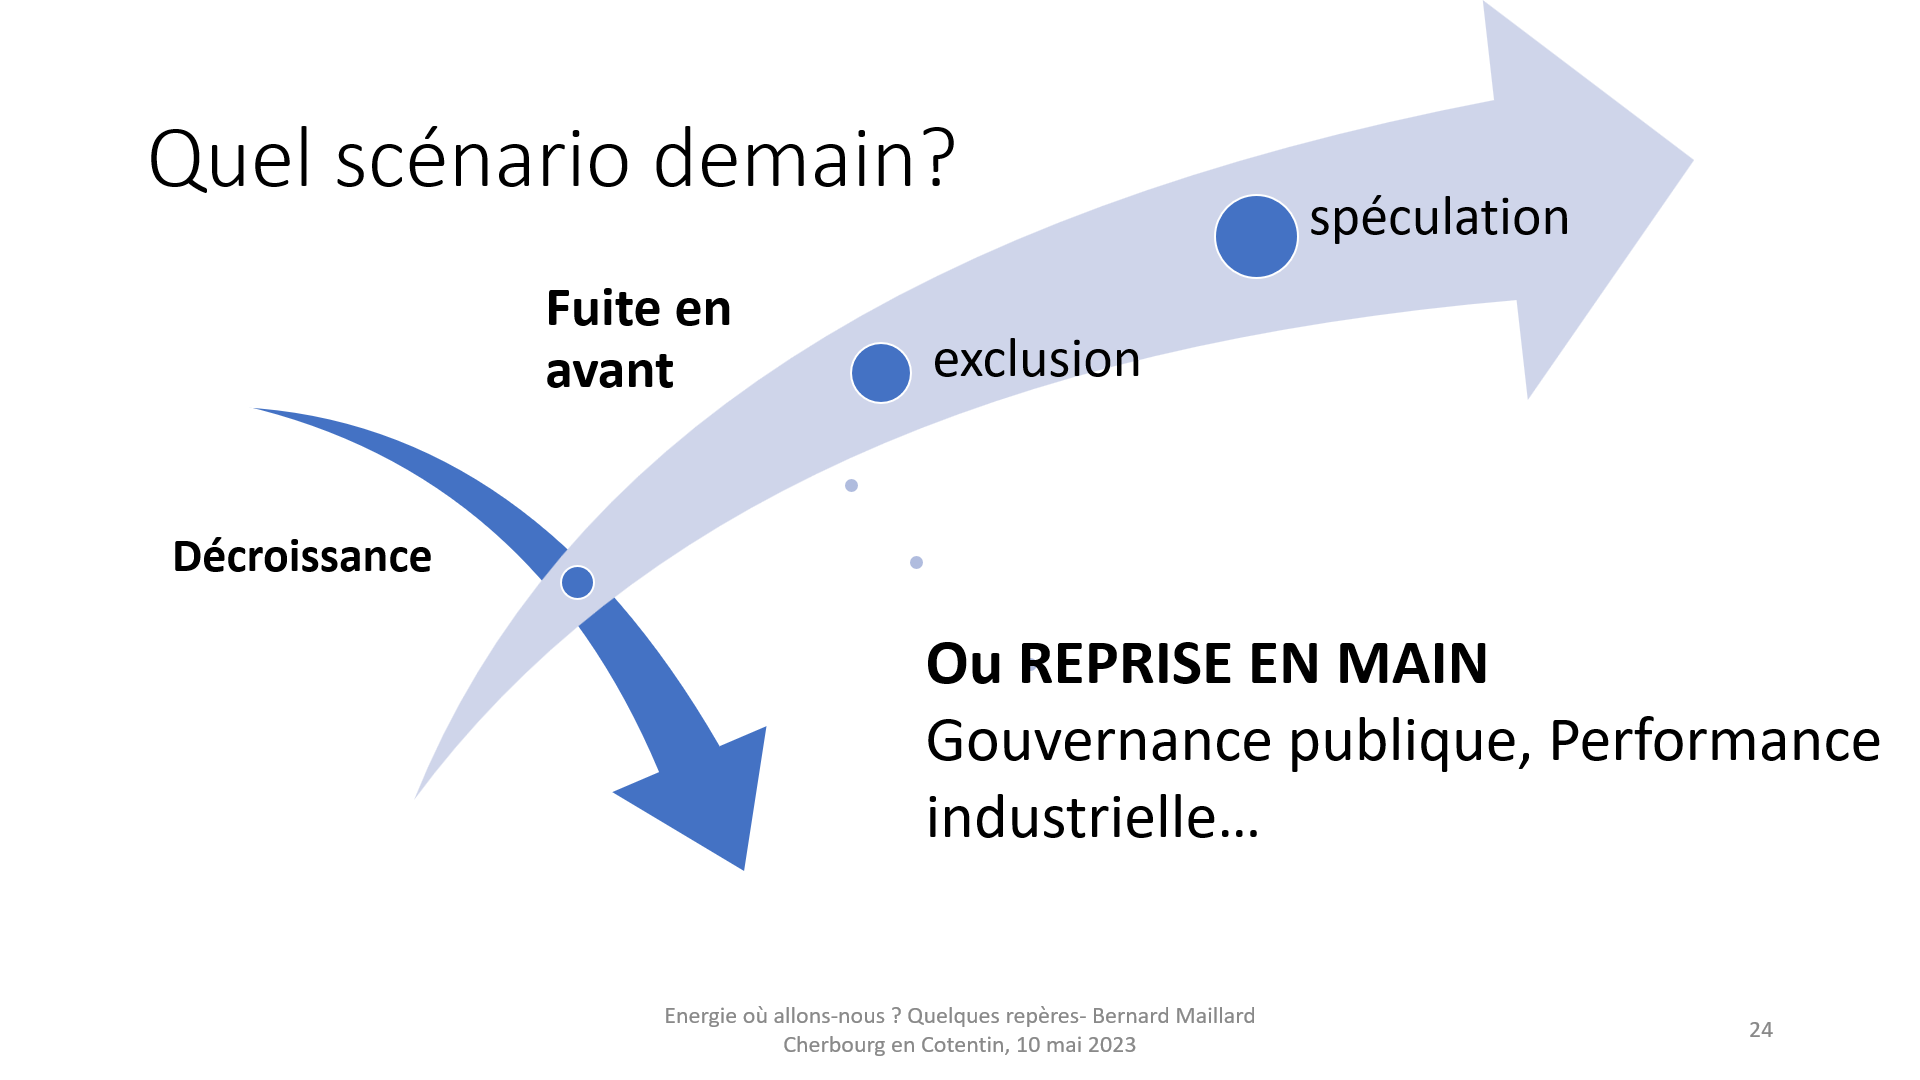 Quel scénario demain?
spéculation
Fuite en
avant
exclusion
Décroissance
Ou REPRISE EN MAIN
Gouvernance publique, Performance
industrielle…
Energie où allons-nous ? Quelques repères- Bernard Maillard
Cherbourg en Cotentin, 10 mai 2023
24